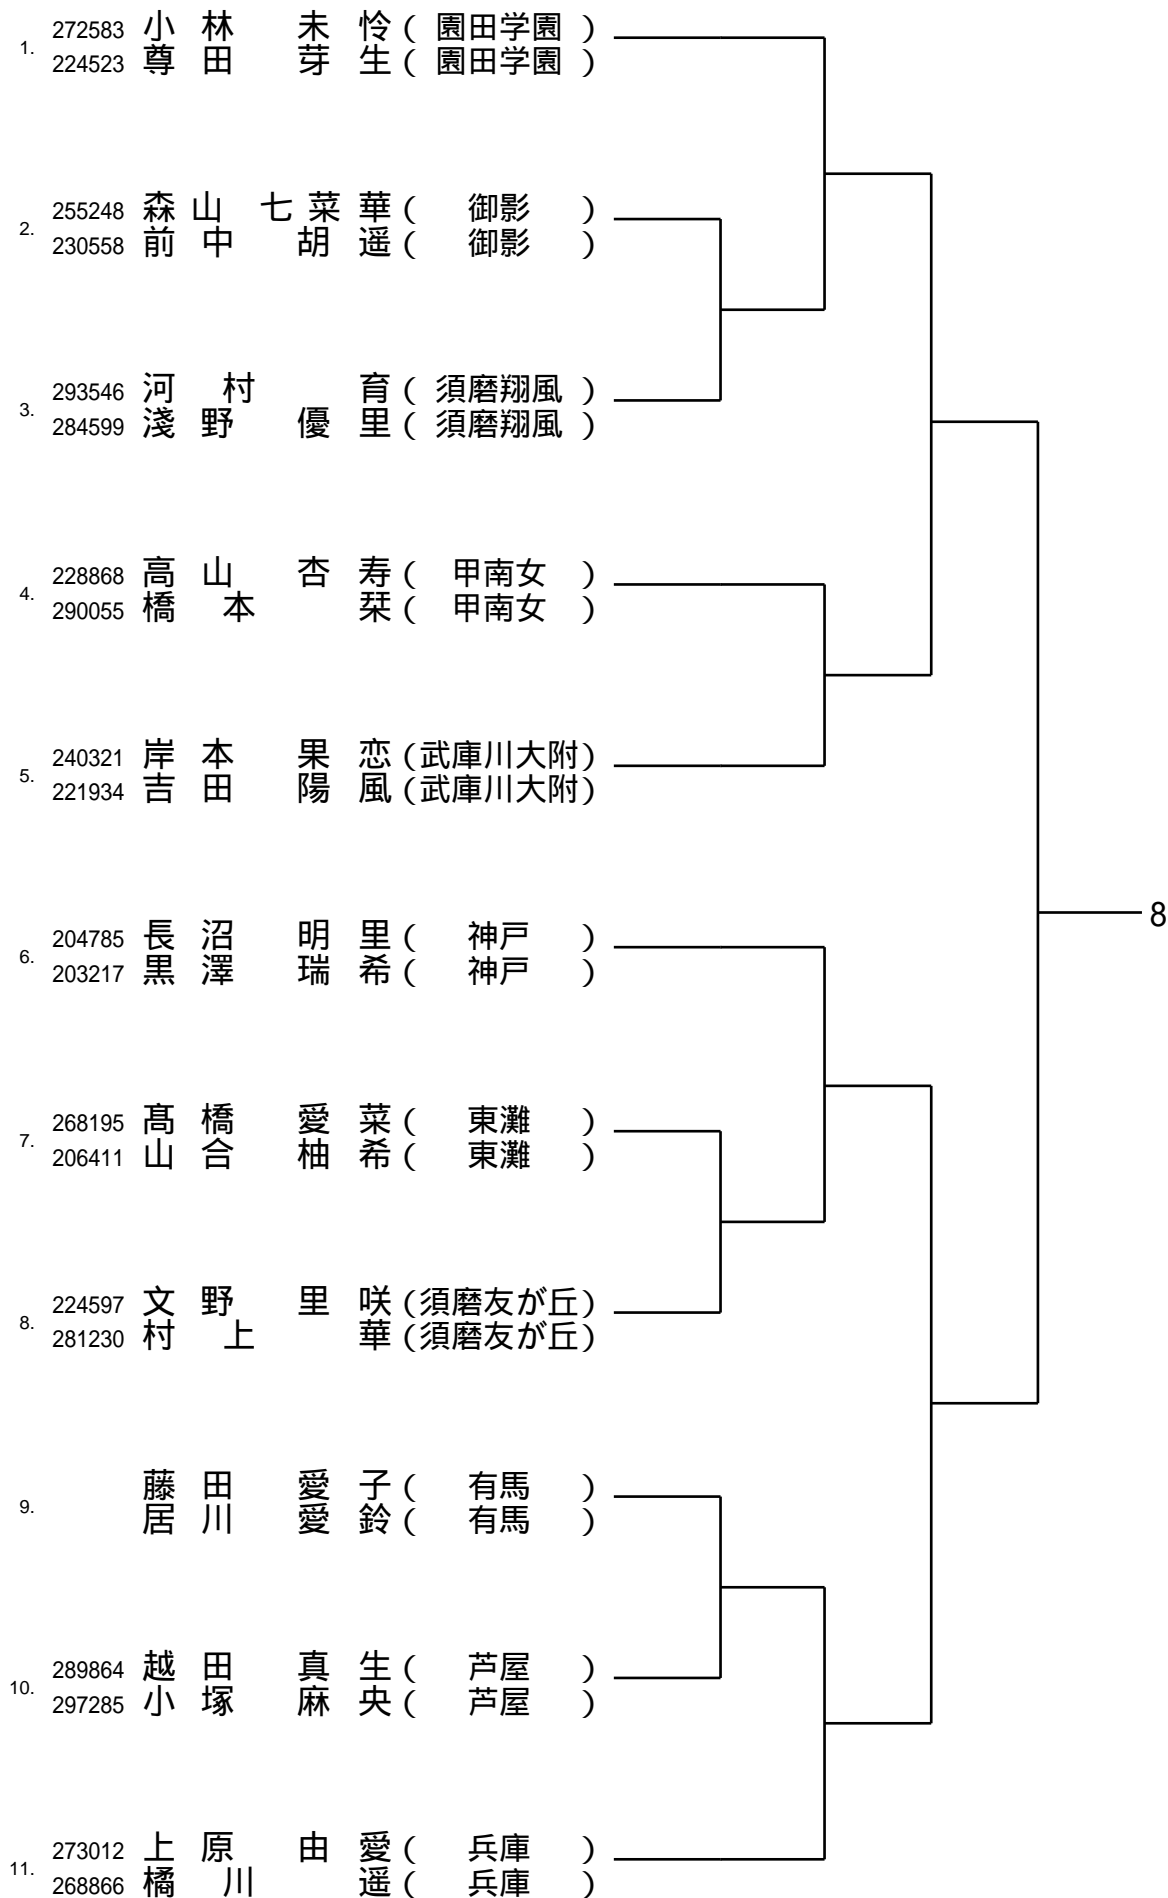 1. 272583 小林 未怜 ( 園田学園 )
224523 尊田 芽生 ( 園田学園 )
2. 255248 森山 七菜華 ( 御影 )
230558 前中 胡遥 ( 御影 )
3. 293546 河村 育 ( 須磨翔風 )
284599 淺野 優里 ( 須磨翔風 )
4. 228868 高山 杏寿 ( 甲南女 )
290055 橋本 栞 ( 甲南女 )
5. 240321 岸本 果恋 (武庫川大附)
221934 吉田 陽風 (武庫川大附)
8
6. 204785 長沼 明里 ( 神戸 )
203217 黒澤 瑞希 ( 神戸 )
7. 268195 髙橋 愛菜 ( 東灘 )
206411 山合 柚希 ( 東灘 )
8. 224597 文野 里咲 (須磨友が丘)
281230 村上 華 (須磨友が丘)
9. 藤田 愛子 ( 有馬 )
居川 愛鈴 ( 有馬 )
10. 289864 越田 真生 ( 芦屋 )
297285 小塚 麻央 ( 芦屋 )
11. 273012 上原 由愛 ( 兵庫 )
268866 橘川 遥 ( 兵庫 )